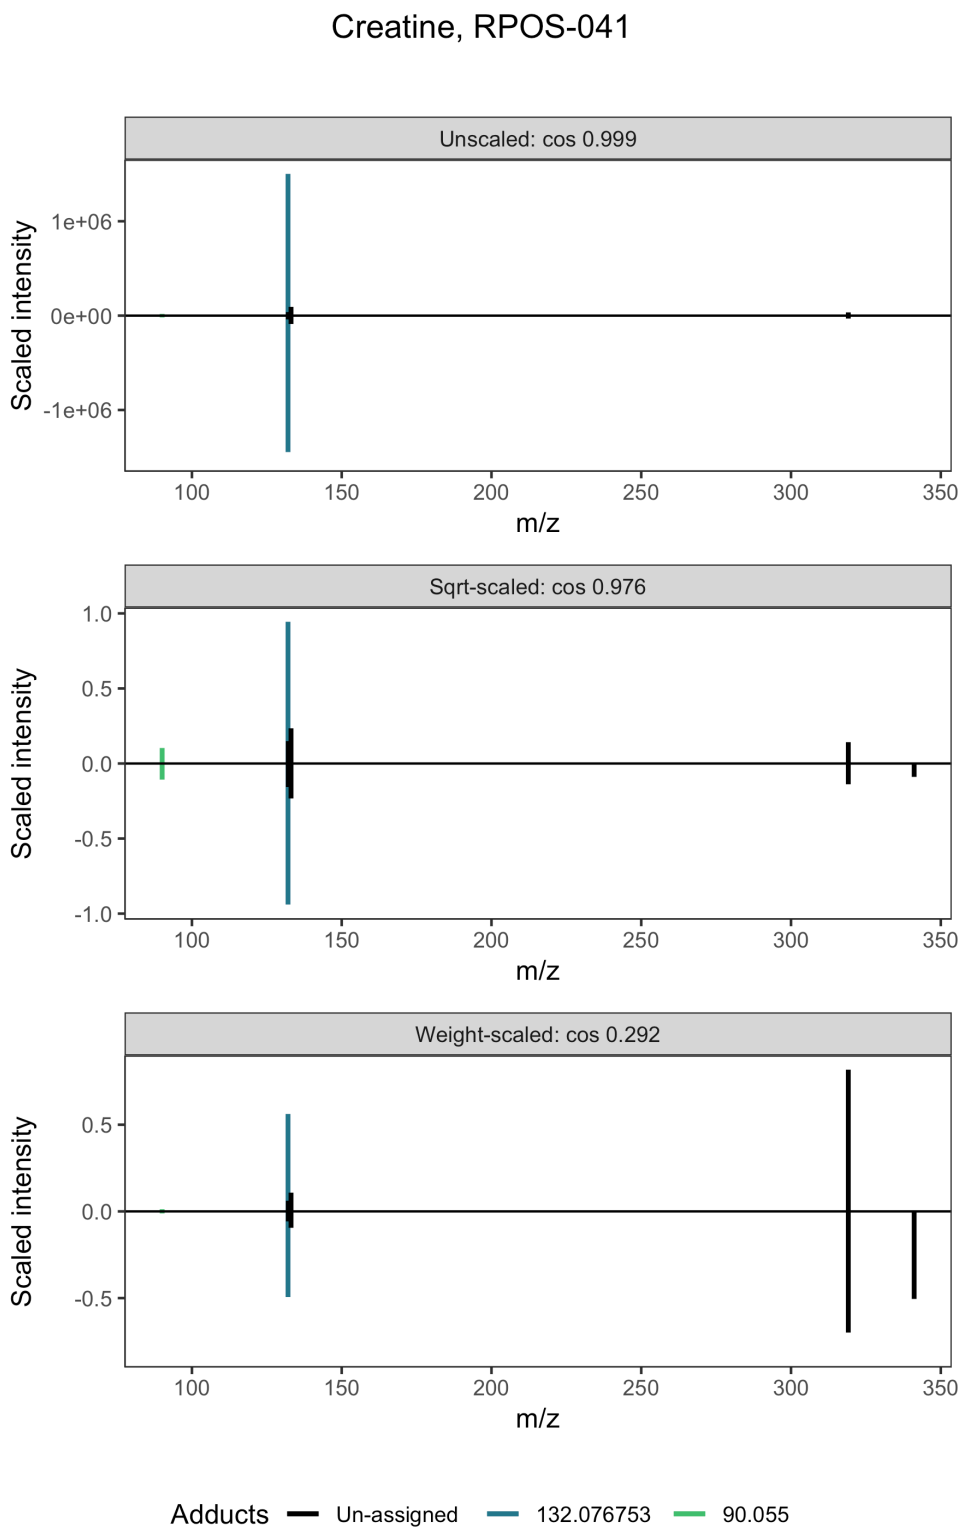 Creatine, RPOS-041
Unscaled: cos 0.999
Scaled intensity
1e+06
0e+00
-1e+06
100 150 200 250 300 350
m/z
Sqrt-scaled: cos 0.976
Scaled intensity
1.0
0.5
0.0
-0.5
-1.0
100 150 200 250 300 350
m/z
Weight-scaled: cos 0.292
Scaled intensity
0.5
0.0
-0.5
100 150 200 250 300 350
m/z
Adducts Un-assigned 132.076753 90.055